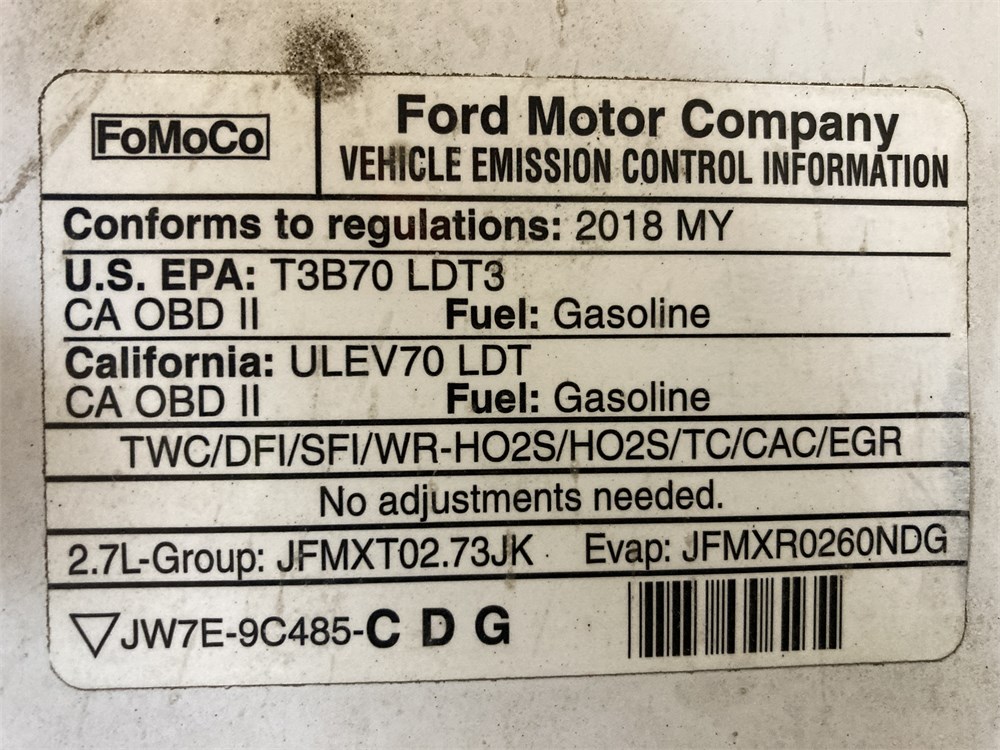 FoMoCo
Ford Motor Company
VEHICLE EMISSION CONTROL INFORMATION
Conforms to regulations: 2018 MY
U.S. EPA: T3B70 LDT3
CA OBD II Fuel: Gasoline
California: ULEV70 LDT
CA OBD II Fuel: Gasoline
TWC/DFI/SFI/WR-HO2S/HO2S/TC/CAC/EGR
No adjustments needed.
2.7L-Group: JFMXT02.73JK Evap: JFMXR0260NDG
JW7E-9C485-C D G